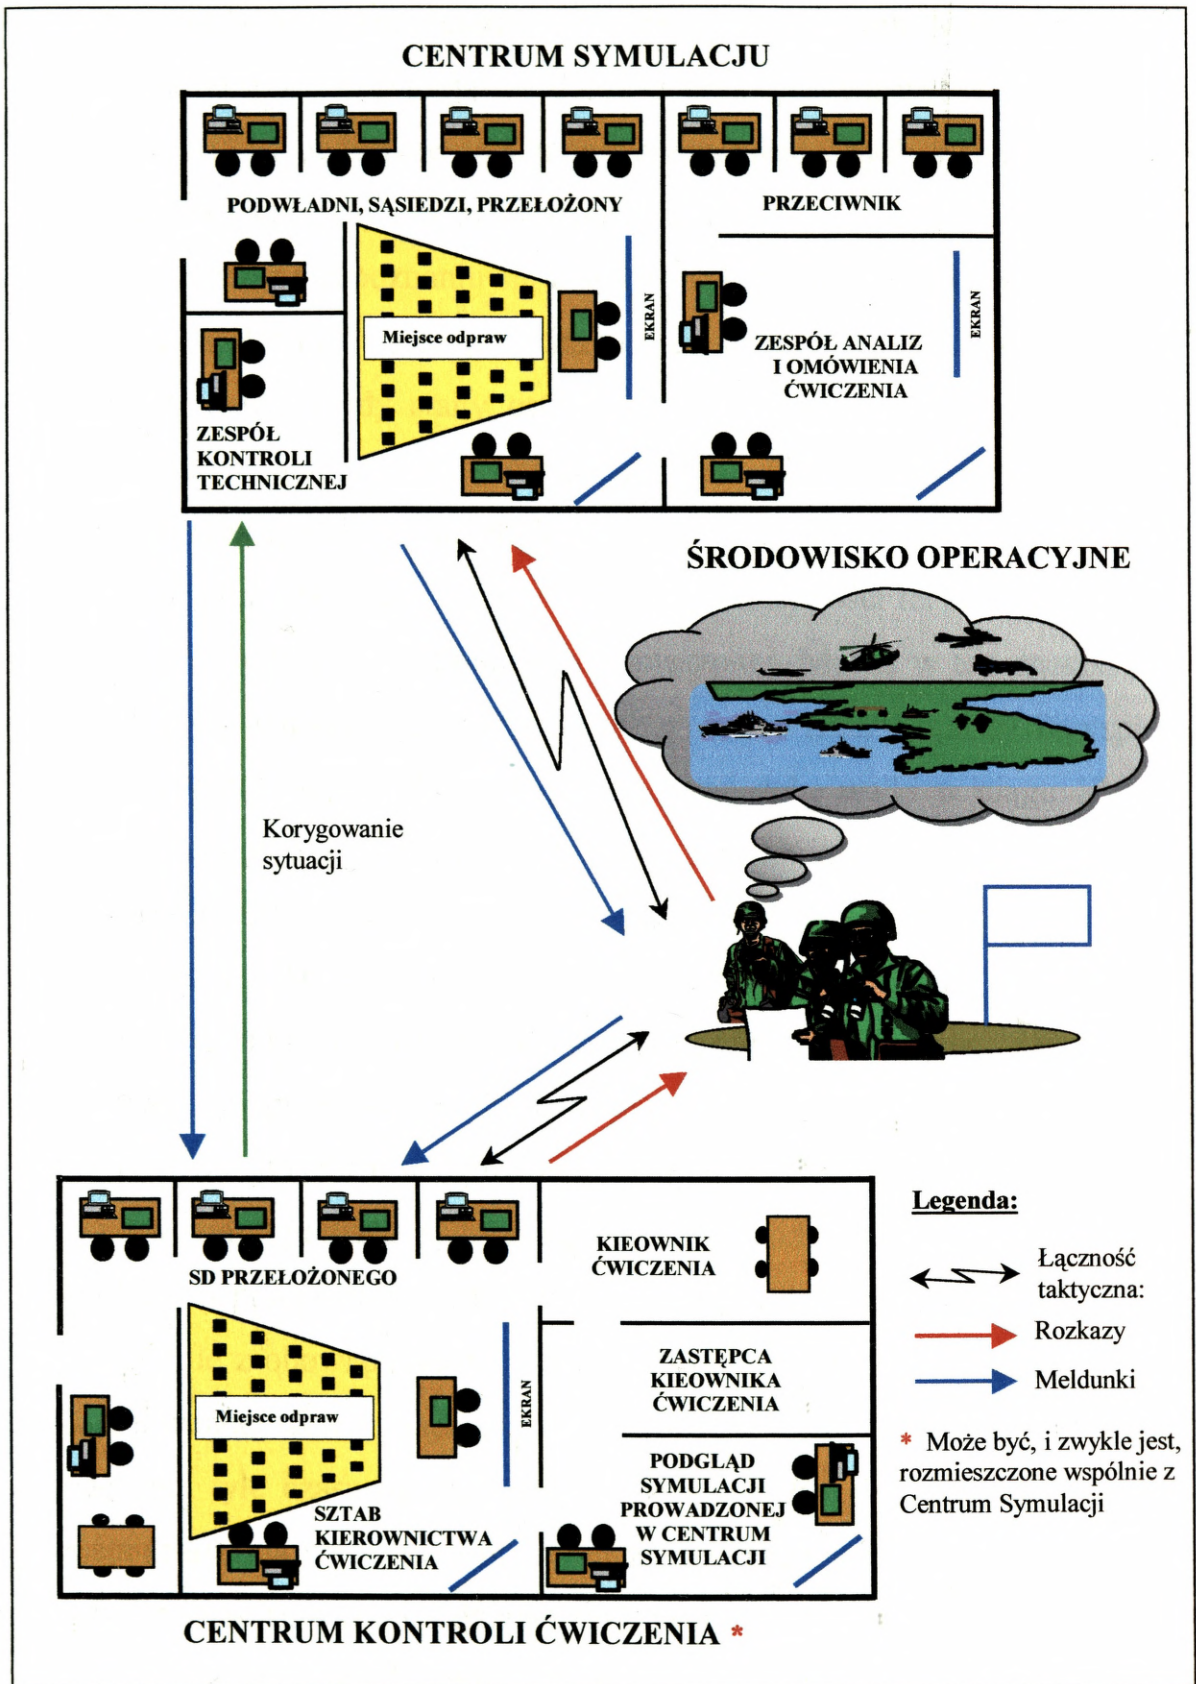 CENTRUM SYMULACJU
PODWŁADNI, SĄSIEDZI, PRZEŁOŻONY
PRZECIWNIK
Miejsce odpraw
EKRAN
ZESPÓŁ ANALIZ
I OMÓWIENIA
ĆWICZENIA
EKRAN
ZESPÓŁ
KONTROLI
TECHNICZNEJ
ŚRODOWISKO OPERACYJNE
Korygowanie
sytuacji
SD PRZEŁOŻONEGO
KIEOWNIK
ĆWICZENIA
Miejsce odpraw
EKRAN
ZASTĘPCA
KIEOWNIKA
ĆWICZENIA
SZTAB
KIEROWNICTWA
ĆWICZENIA
PODGLĄD
SYMULACJI
PROWADZONEJ
W CENTRUM
SYMULACJI
Legenda:
Łączność
taktyczna:
Rozkazy
Meldunki
* Może być, i zwykle jest,
rozmieszczone wspólnie z
Centrum Symulacji
CENTRUM KONTROLI ĆWICZENIA *